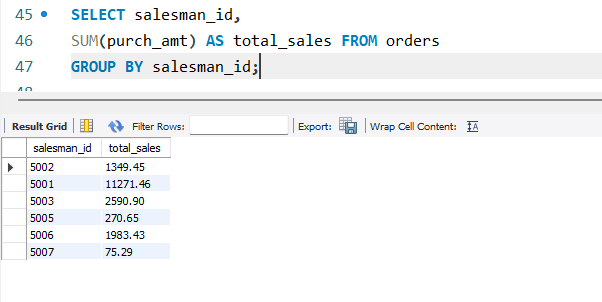 45 SELECT salesman_id,
46 SUM(purch_amt) AS total_sales FROM orders
47 GROUP BY salesman_id;
Result Grid Filter Rows: Export: Wrap Cell Content:
salesman_id total_sales
5002 1349.45
5001 11271.46
5003 2590.90
5005 270.65
5006 1983.43
5007 75.29